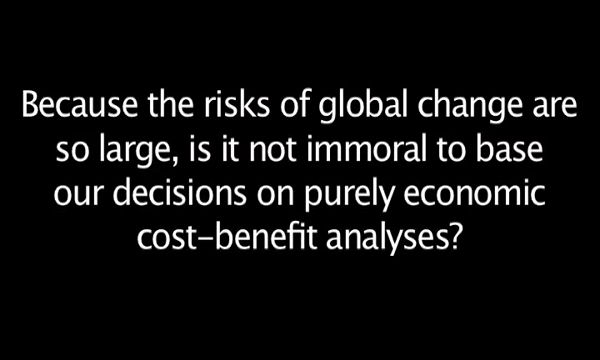 Because the risks of global change are
so large, is it not immoral to base
our decisions on purely economic
cost–benefit analyses?